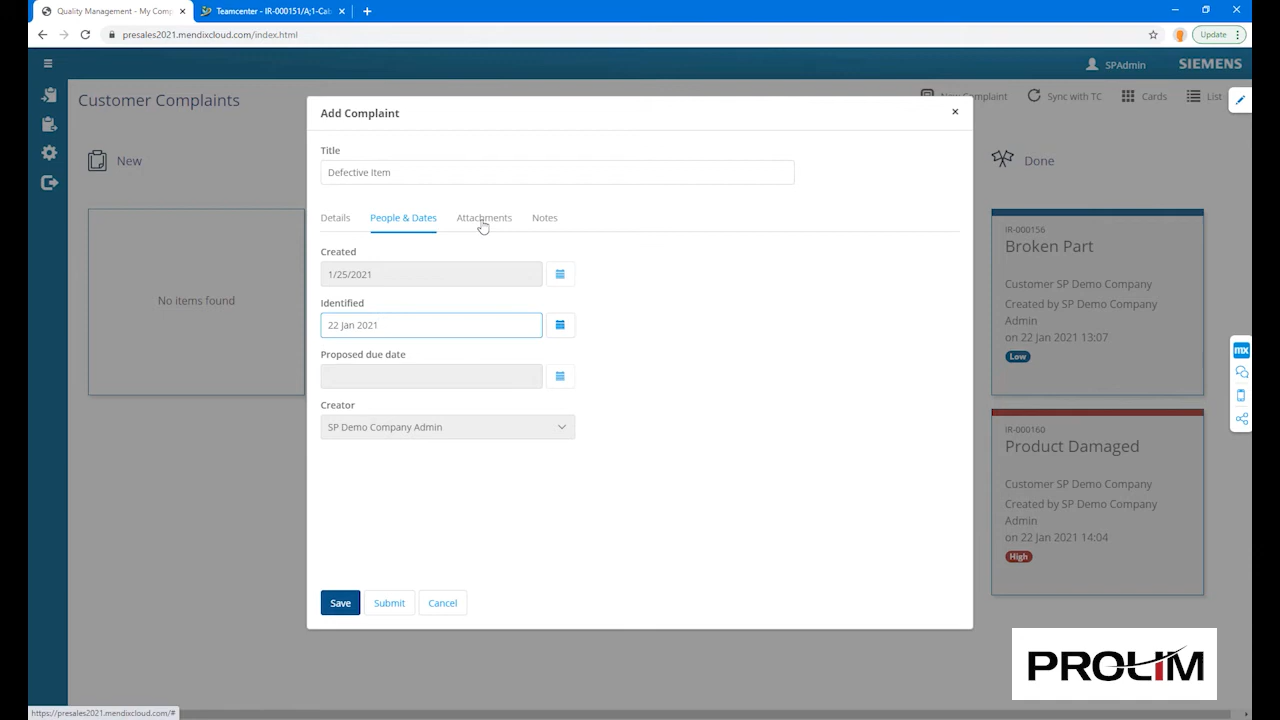 Quality Management - My Com
Teamcenter - IR-000151/A;1-Cab
presales2021.mendixcloud.com/index.html
Update
SPAdmin
SIEMENS
Customer Complaints
New Complaint
Sync with TC
Cards
List
Add Complaint
Title
Defective Item
New
Done
Details
People & Dates
Attachments
Notes
Created
1/25/2021
Identified
22 Jan 2021
Proposed due date
Creator
SP Demo Company Admin
No items found
IR-000156
Broken Part
Customer SP Demo Company
Created by SP Demo Company
Admin
on 22 Jan 2021 13:07
Low
mx
IR-000160
Product Damaged
Customer SP Demo Company
Created by SP Demo Company
Admin
on 22 Jan 2021 14:04
High
Save
Submit
Cancel
PROLIM
https://presales2021.mendixcloud.com/#